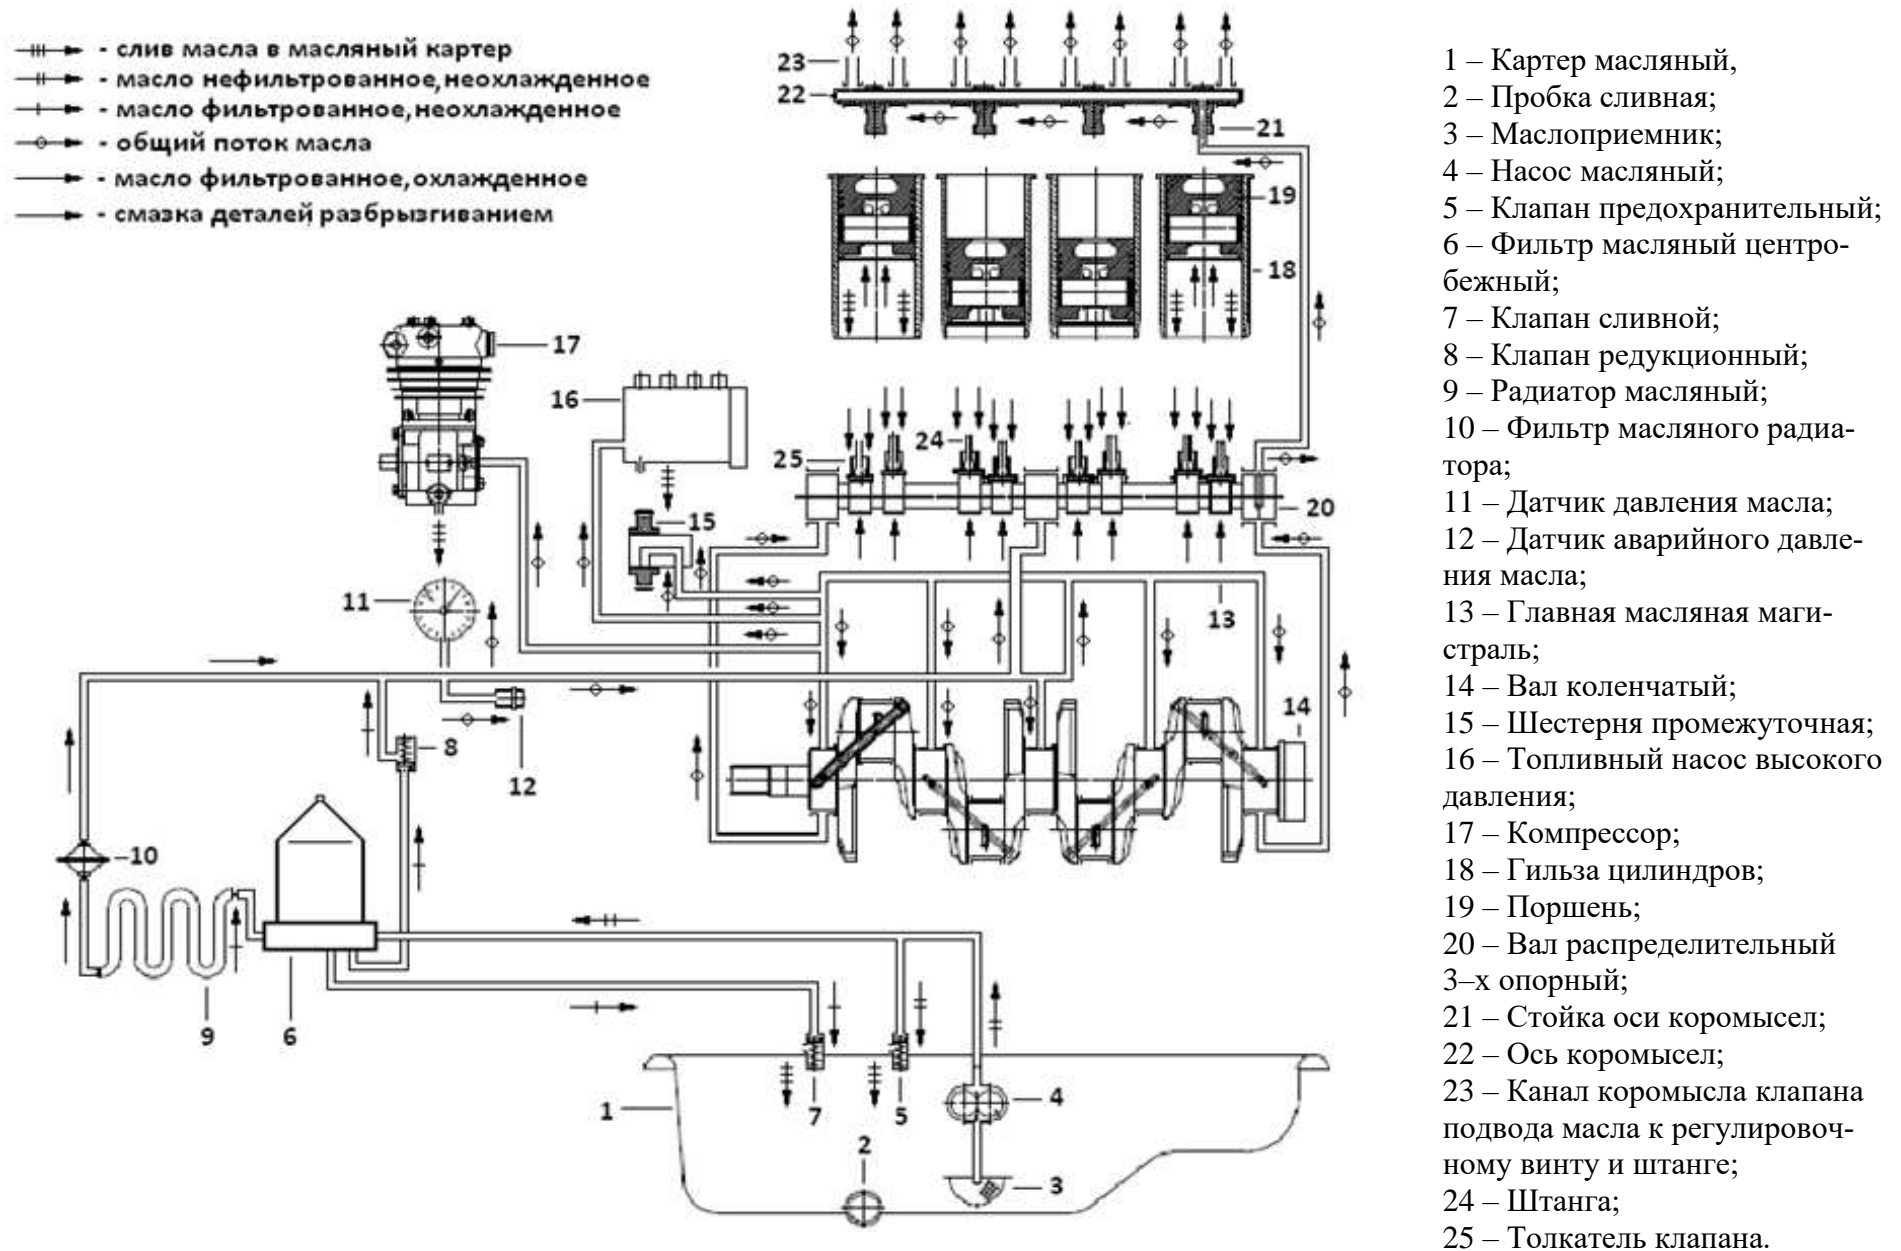 - слив масла в масляный картер
- масло нефильтрованное,неохлажденное
- масло фильтрованное,неохлажденное
- общий поток масла
- масло фильтрованное,охлажденное
- смазка деталей разбрызгиванием
23
22
21
19
18
17
16
24
25
20
15
11
13
14
8
12
10
9
6
7
5
4
1
2
3
1 – Картер масляный,
2 – Пробка сливная;
3 – Маслоприемник;
4 – Насос масляный;
5 – Клапан предохранительный;
6 – Фильтр масляный центро-
бежный;
7 – Клапан сливной;
8 – Клапан редукционный;
9 – Радиатор масляный;
10 – Фильтр масляного радиа-
тора;
11 – Датчик давления масла;
12 – Датчик аварийного давле-
ния масла;
13 – Главная масляная маги-
страль;
14 – Вал коленчатый;
15 – Шестерня промежуточная;
16 – Топливный насос высокого
давления;
17 – Компрессор;
18 – Гильза цилиндров;
19 – Поршень;
20 – Вал распределительный
3–х опорный;
21 – Стойка оси коромысел;
22 – Ось коромысел;
23 – Канал коромысла клапана
подвода масла к регулировоч-
ному винту и штанге;
24 – Штанга;
25 – Толкатель клапана.